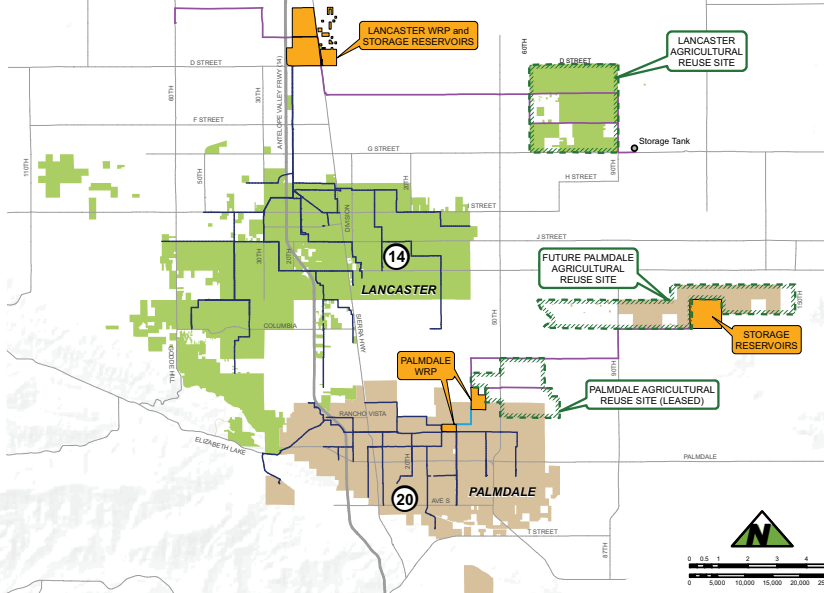 LANCASTER WRP and
STORAGE RESERVOIRS
LANCASTER
AGRICULTURAL
REUSE SITE
60TH
D STREET
D STREET
60TH
30TH
ANTELOPE VALLEY FRWY (14)
F STREET
G STREET
Storage Tank
110TH
50TH
20TH
90TH
H STREET
I STREET
DIVISION
J STREET
30TH
20TH
14
LANCASTER
FUTURE PALMDALE
AGRICULTURAL
REUSE SITE
150TH
COLUMBIA
SIERRA HWY
50TH
STORAGE
RESERVOIRS
PALMDALE
WRP
90TH
PALMDALE AGRICULTURAL
REUSE SITE (LEASED)
RANCHO VISTA
ELIZABETH LAKE
20TH
PALMDALE
20
AVE S
PALMDALE
T STREET
87TH
N
0 0.5 1 2 3 4
0 5,000 10,000 15,000 20,000